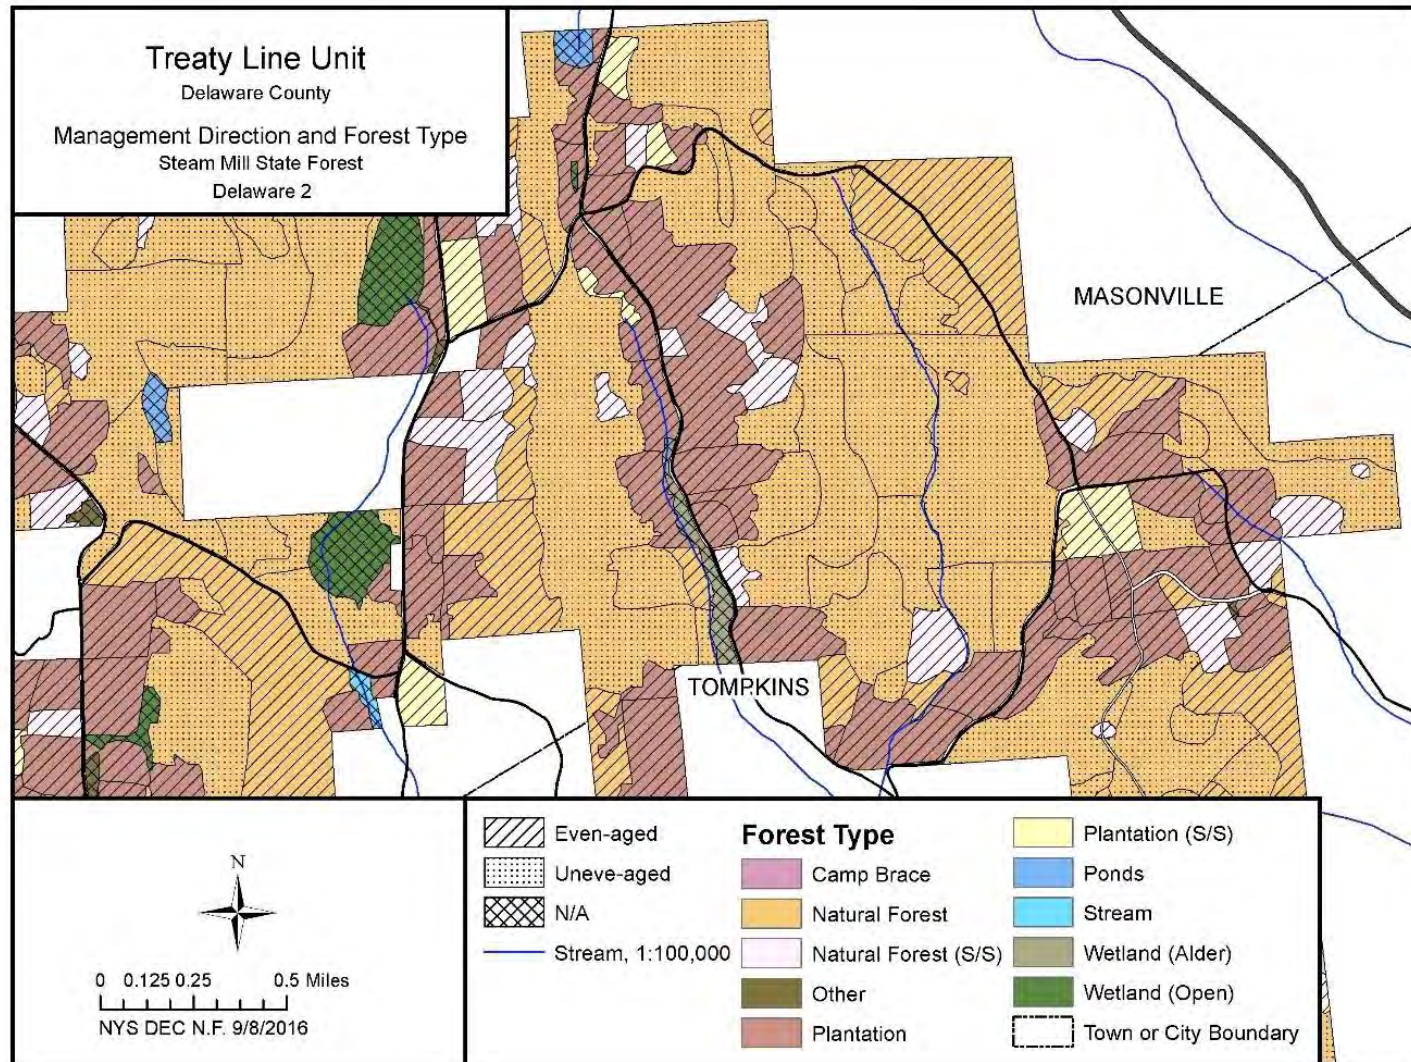 Treaty Line Unit
Delaware County
Management Direction and Forest Type
Steam Mill State Forest
Delaware 2
MASONVILLE
TOMPKINS
N
0 0.125 0.25 0.5 Miles
NYS DEC N.F. 9/8/2016
Even-aged
Uneve-aged
N/A
Stream, 1:100,000
Forest Type
Camp Brace
Natural Forest
Natural Forest (S/S)
Other
Plantation
Plantation (S/S)
Ponds
Stream
Wetland (Alder)
Wetland (Open)
Town or City Boundary